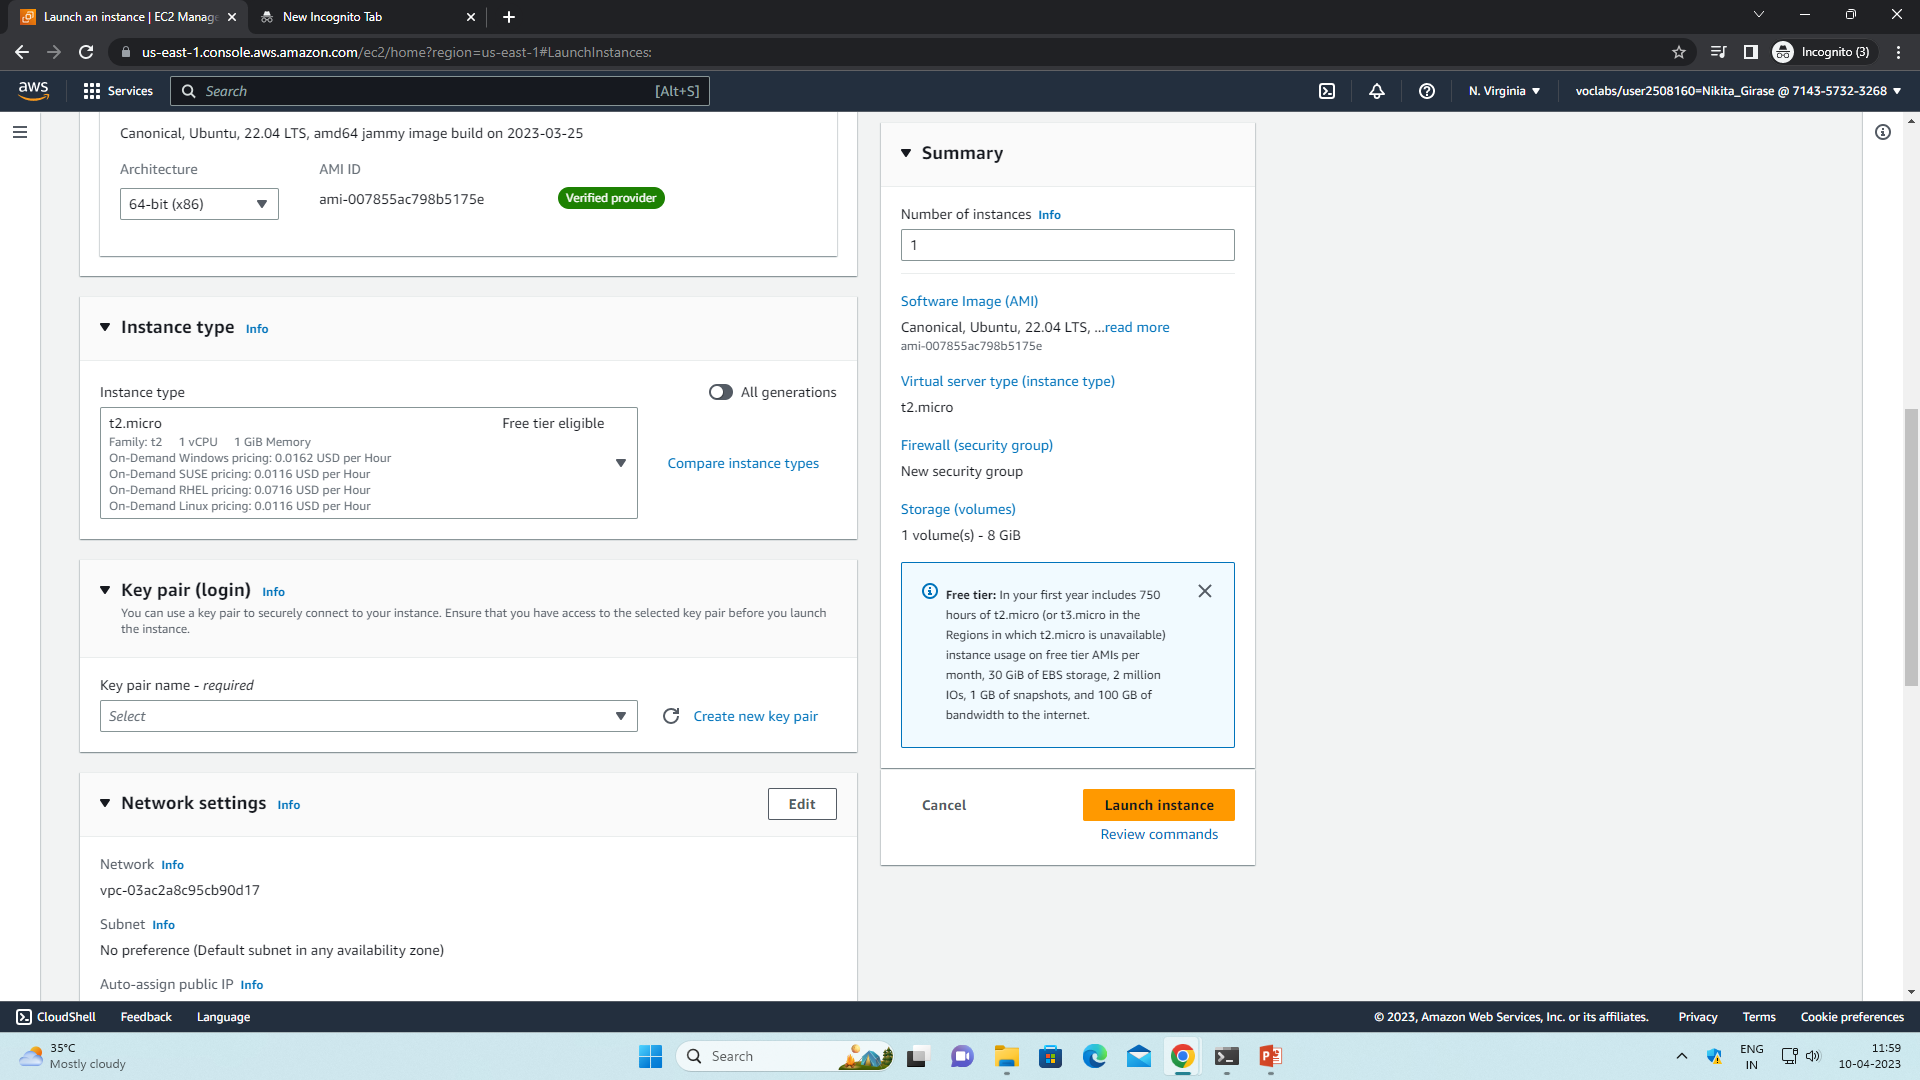 Launch an instance | EC2 Manage
New Incognito Tab
us-east-1.console.aws.amazon.com/ec2/home?region=us-east-1#LaunchInstances:
Incognito (3)
aws
Services
Search
[Alt+S]
N. Virginia
voclabs/user2508160=Nikita_Girase @ 7143-5732-3268
Canonical, Ubuntu, 22.04 LTS, amd64 jammy image build on 2023-03-25
Architecture
AMI ID
64-bit (x86)
ami-007855ac798b5175e
Verified provider
Instance type Info
Instance type
All generations
t2.micro
Free tier eligible
Family: t2 1 vCPU 1 GiB Memory
On-Demand Windows pricing: 0.0162 USD per Hour
On-Demand SUSE pricing: 0.0116 USD per Hour
On-Demand RHEL pricing: 0.0716 USD per Hour
On-Demand Linux pricing: 0.0116 USD per Hour
Compare instance types
Key pair (login) Info
You can use a key pair to securely connect to your instance. Ensure that you have access to the selected key pair before you launch
the instance.
Key pair name - required
Select
Create new key pair
Network settings Info
Edit
Network Info
vpc-03ac2a8c95cb90d17
Subnet Info
No preference (Default subnet in any availability zone)
Auto-assign public IP Info
Summary
Number of instances Info
1
Software Image (AMI)
Canonical, Ubuntu, 22.04 LTS, ...read more
ami-007855ac798b5175e
Virtual server type (instance type)
t2.micro
Firewall (security group)
New security group
Storage (volumes)
1 volume(s) - 8 GiB
Free tier: In your first year includes 750
hours of t2.micro (or t3.micro in the
Regions in which t2.micro is unavailable)
instance usage on free tier AMIs per
month, 30 GiB of EBS storage, 2 million
IOs, 1 GB of snapshots, and 100 GB of
bandwidth to the internet.
Cancel
Launch instance
Review commands
CloudShell
Feedback
Language
© 2023, Amazon Web Services, Inc. or its affiliates.
Privacy
Terms
Cookie preferences
35°C
Mostly cloudy
Search
ENG
IN
11:59
10-04-2023